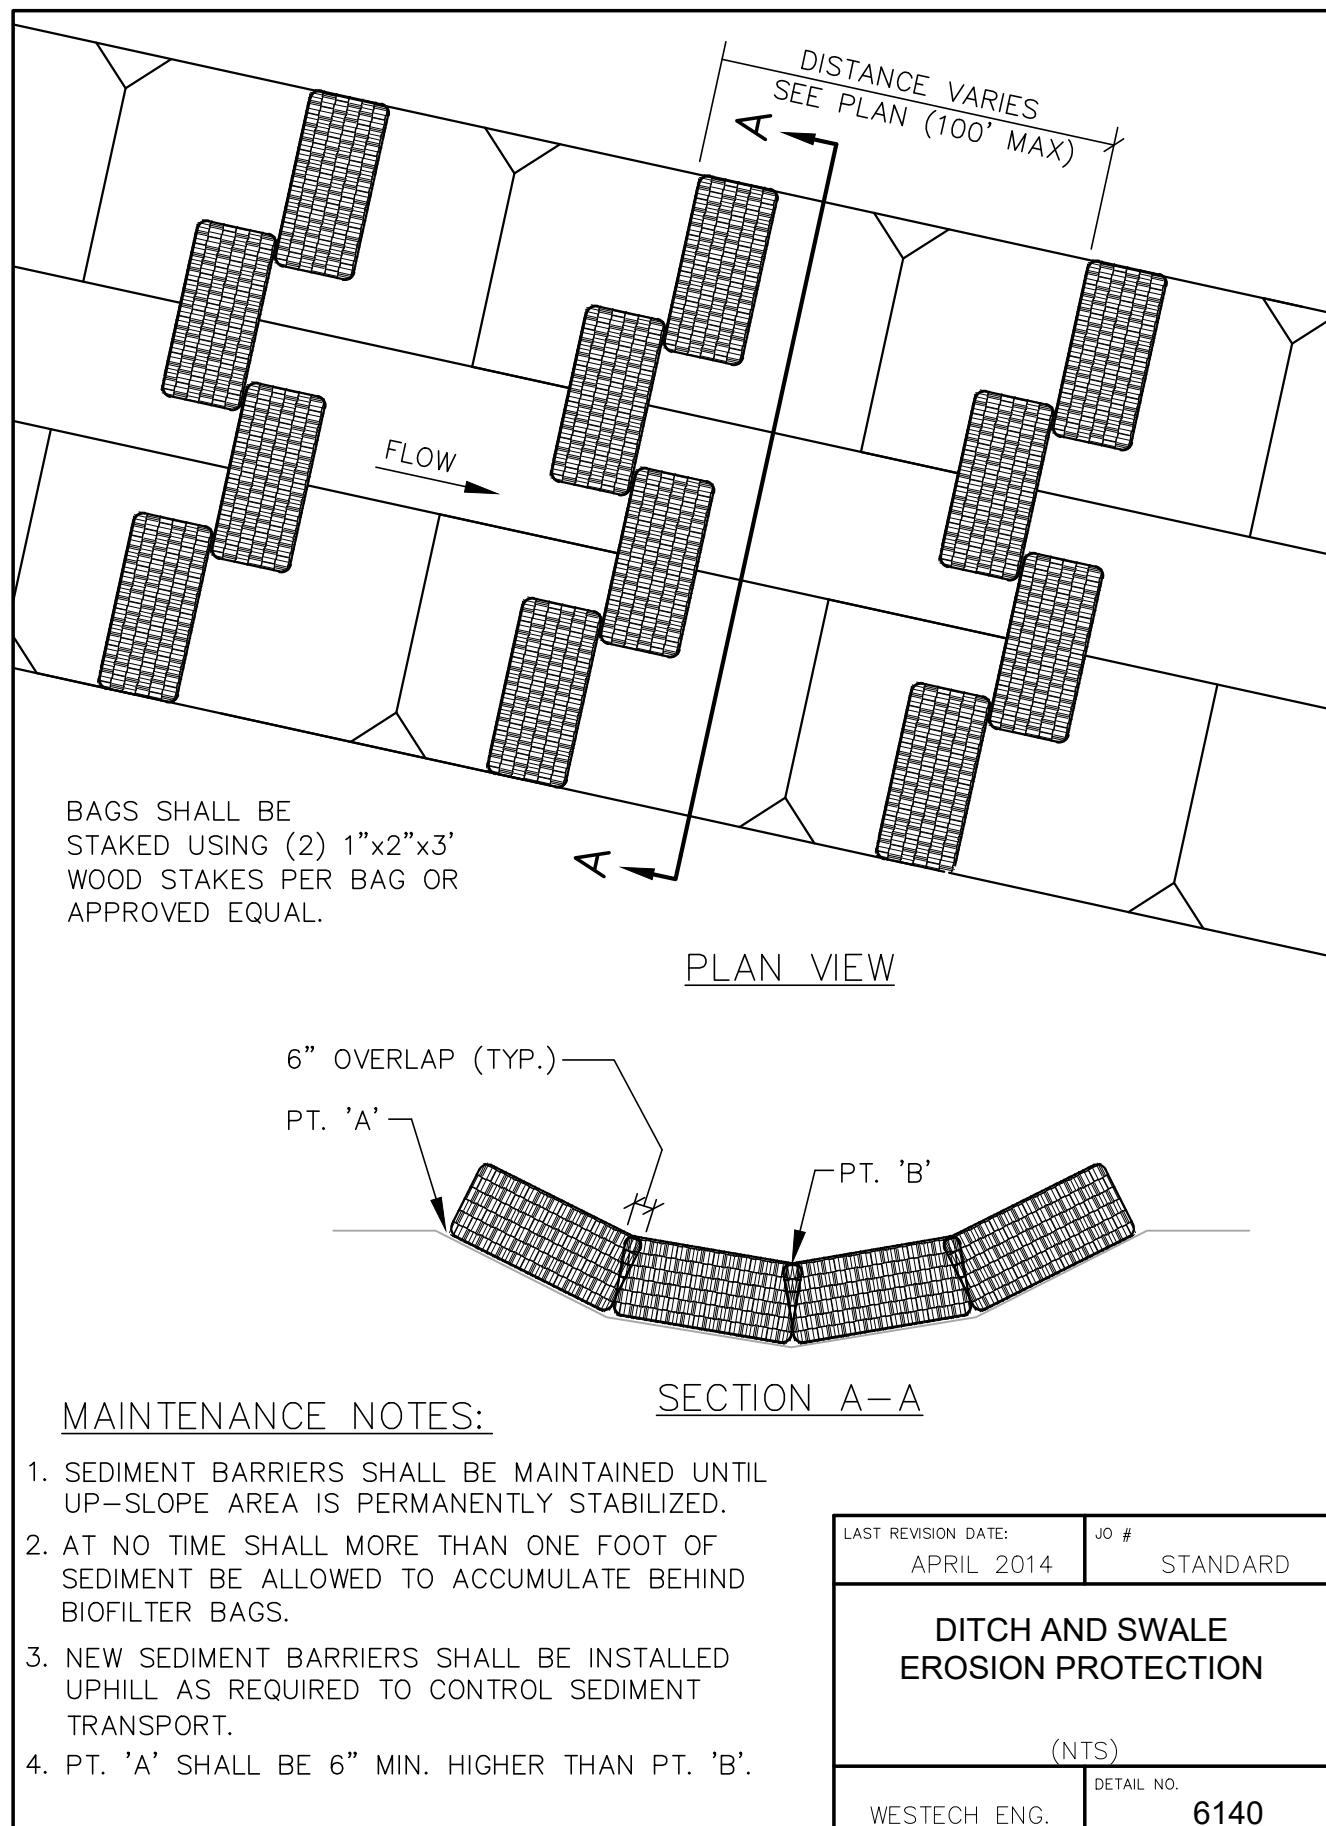 DISTANCE VARIES
SEE PLAN (100' MAX)
A
FLOW
A
BAGS SHALL BE
STAKED USING (2) 1"x2"x3'
WOOD STAKES PER BAG OR
APPROVED EQUAL.
PLAN VIEW
6" OVERLAP (TYP.)
PT. 'A'
PT. 'B'
SECTION A-A
MAINTENANCE NOTES:
1. SEDIMENT BARRIERS SHALL BE MAINTAINED UNTIL
UP-SLOPE AREA IS PERMANENTLY STABILIZED.
2. AT NO TIME SHALL MORE THAN ONE FOOT OF
SEDIMENT BE ALLOWED TO ACCUMULATE BEHIND
BIOFILTER BAGS.
3. NEW SEDIMENT BARRIERS SHALL BE INSTALLED
UPHILL AS REQUIRED TO CONTROL SEDIMENT
TRANSPORT.
4. PT. 'A' SHALL BE 6" MIN. HIGHER THAN PT. 'B'.
LAST REVISION DATE:
APRIL 2014
JO #
STANDARD
DITCH AND SWALE
EROSION PROTECTION
(NTS)
WESTECH ENG.
DETAIL NO.
6140